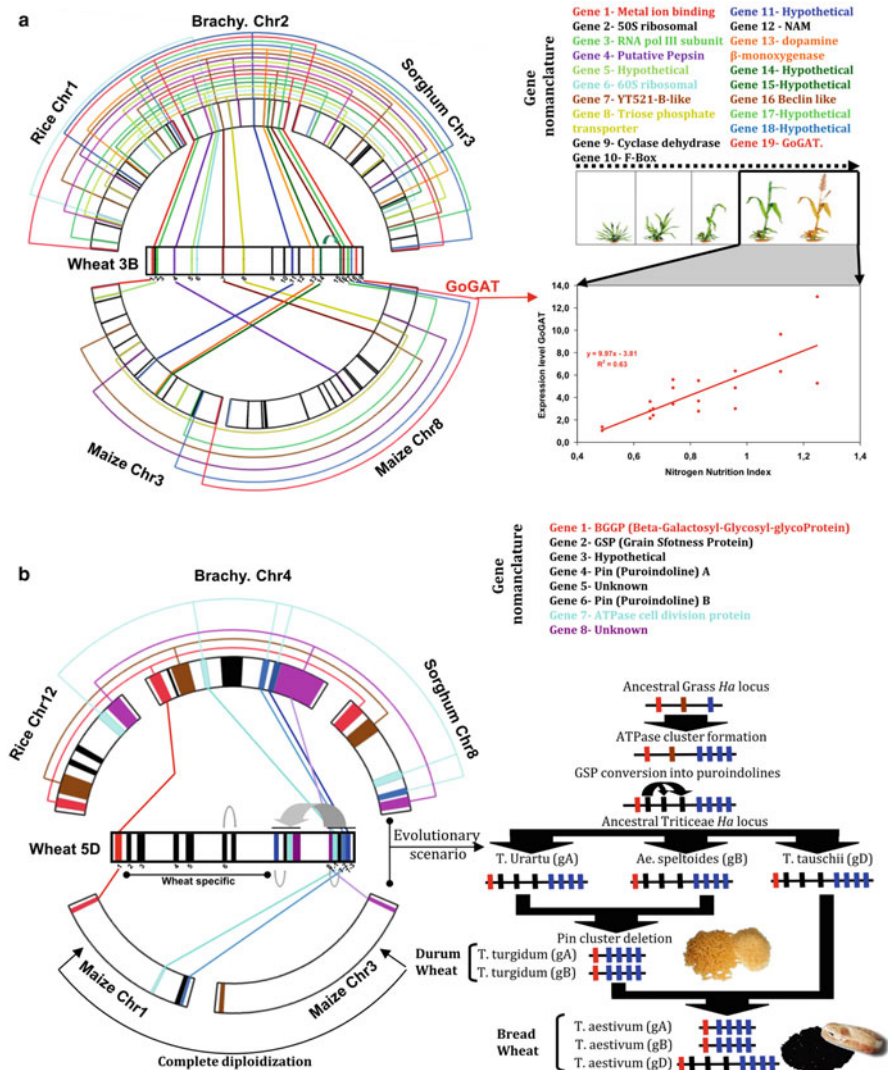 a
Brachy. Chr2
Rice Chr1
Sorghum Chr3
Wheat 3B
GoGAT
Maize Chr3
Maize Chr8
Gene
nomanclature
Gene 1- Metal ion binding
Gene 2- 50S ribosomal
Gene 3- RNA pol III subunit
Gene 4- Putative Pepsin
Gene 5- Hypothetical
Gene 6- 60S ribosomal
Gene 7- YT521-B-like
Gene 8- Triose phosphate
transporter
Gene 9- Cyclase dehydrase
Gene 10- F-Box
Gene 11- Hypothetical
Gene 12 - NAM
Gene 13- dopamine
β-monoxygenase
Gene 14- Hypothetical
Gene 15-Hypothetical
Gene 16 Beclin like
Gene 17-Hypothetical
Gene 18-Hypothetical
Gene 19- GoGAT.
Expression level GoGAT
14,0
12,0
10,0
8,0
6,0
4,0
2,0
0,0
y = 9.97x - 3.81
R² = 0.63
0,4 0,6 0,8 1 1,2 1,4
Nitrogen Nutrition Index
b
Brachy. Chr4
Rice Chr12
Sorghum Chr8
Wheat 5D
Wheat specific
Maize Chr1
Maize Chr3
Complete diploidization
Gene
nomanclature
Gene 1- BGGP (Beta-Galactosyl-Glycosyl-glycoProtein)
Gene 2- GSP (Grain Sfotness Protein)
Gene 3- Hypothetical
Gene 4- Pin (Puroindoline) A
Gene 5- Unknown
Gene 6- Pin (Puroindoline) B
Gene 7- ATPase cell division protein
Gene 8- Unknown
Evolutionary
scenario
Ancestral Grass Ha locus
ATPase cluster formation
GSP conversion into puroindolines
Ancestral Triticeae Ha locus
T. Urartu (gA) Ae. speltoides (gB) T. tauschii (gD)
Pin cluster deletion
Durum
Wheat
T. turgidum (gA)
T. turgidum (gB)
Bread
Wheat
T. aestivum (gA)
T. aestivum (gB)
T. aestivum (gD)